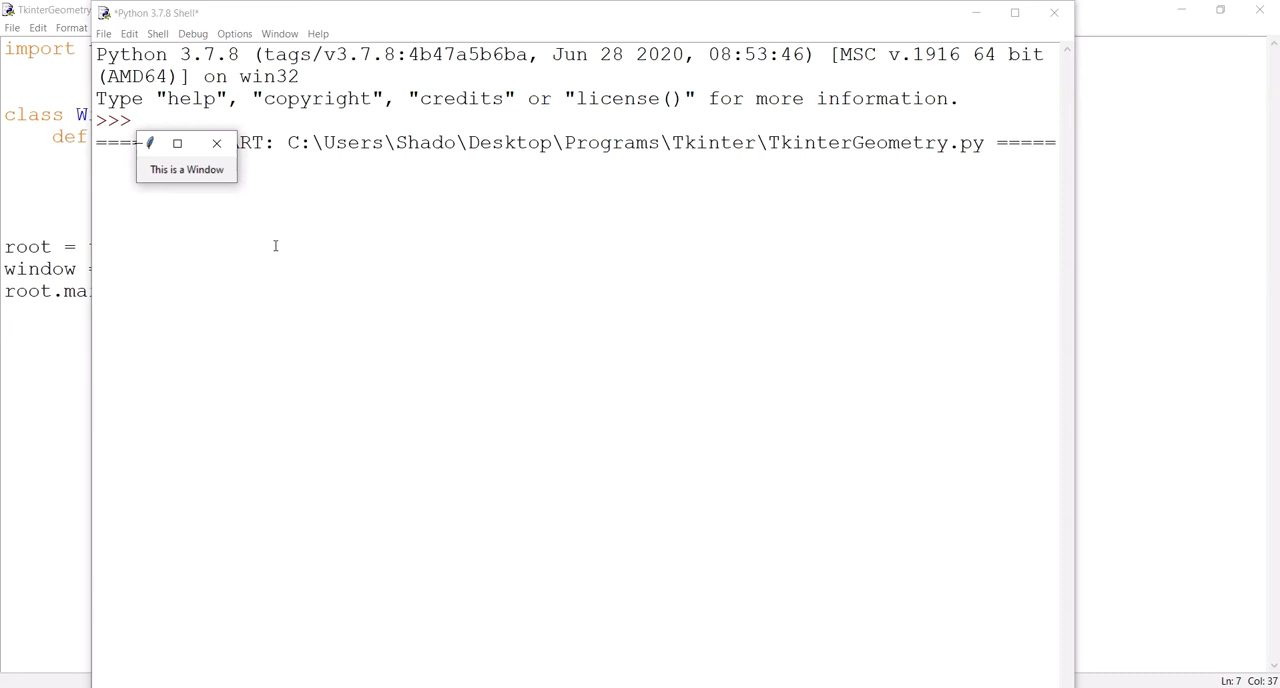 TkinterGeometry
File Edit Format
import
class W
def
root =
window =
root.ma
*Python 3.7.8 Shell*
File Edit Shell Debug Options Window Help
Python 3.7.8 (tags/v3.7.8:4b47a5b6ba, Jun 28 2020, 08:53:46) [MSC v.1916 64 bit
(AMD64)] on win32
Type "help", "copyright", "credits" or "license()" for more information.
>>>
==== ART: C:\Users\Shado\Desktop\Programs\Tkinter\TkinterGeometry.py =====
This is a Window
Ln: 7 Col: 37